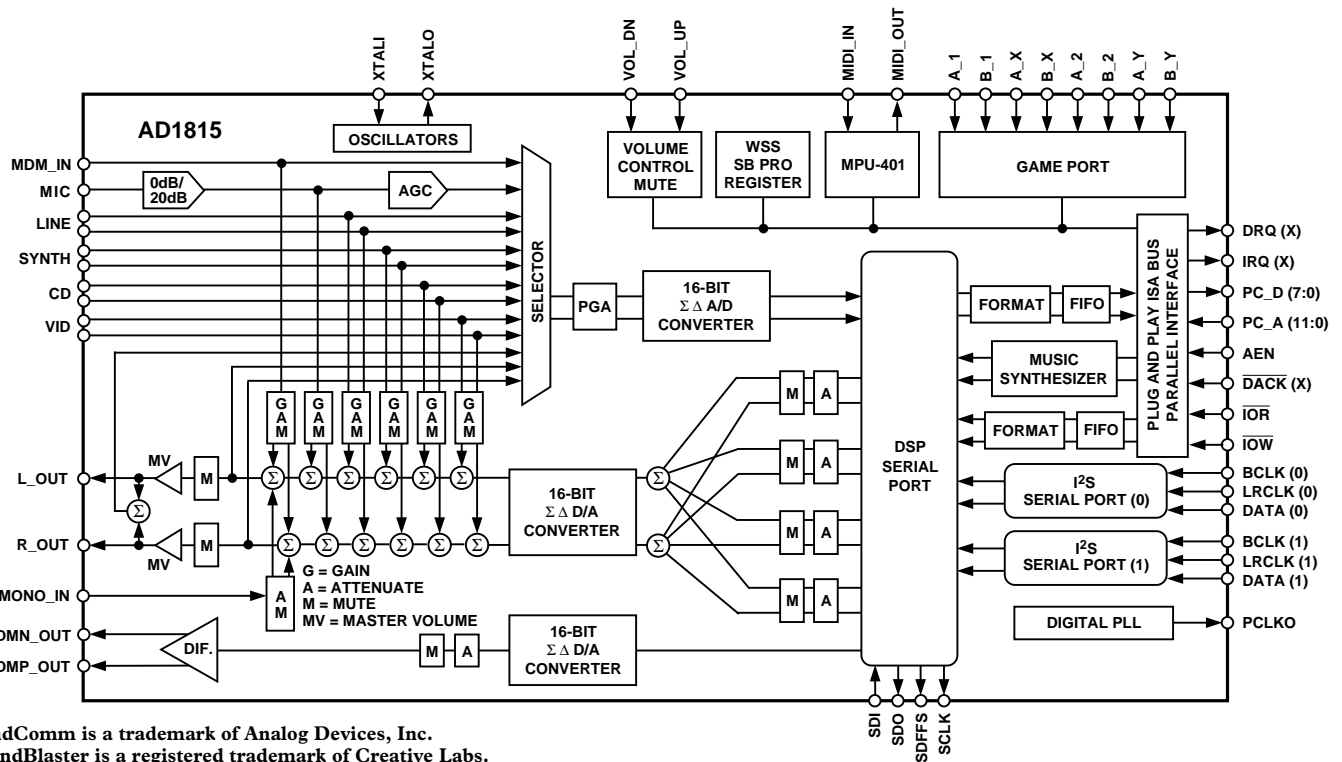 XTALI
XTALO
VOL_DN
VOL_UP
MIDI_IN
MIDI_OUT
A_1
B_1
A_X
B_X
A_2
B_2
A_Y
B_Y
AD1815
OSCILLATORS
VOLUME
CONTROL
MUTE
WSS
SB PRO
REGISTER
MPU-401
GAME PORT
MDM_IN
MIC
LINE
SYNTH
CD
VID
0dB/
20dB
AGC
SELECTOR
PGA
16-BIT
Σ Δ A/D
CONVERTER
FORMAT
FIFO
MUSIC
SYNTHESIZER
FORMAT
FIFO
PLUG AND PLAY ISA BUS
PARALLEL INTERFACE
DRQ (X)
IRQ (X)
PC_D (7:0)
PC_A (11:0)
AEN
DACK (X)
IOR
IOW
G
A
M
G
A
M
G
A
M
G
A
M
G
A
M
G
A
M
L_OUT
MV
M
Σ
Σ
Σ
Σ
Σ
Σ
Σ
R_OUT
MV
M
Σ
Σ
Σ
Σ
Σ
Σ
16-BIT
Σ Δ D/A
CONVERTER
Σ
Σ
M
A
M
A
M
A
M
A
DSP
SERIAL
PORT
I²S
SERIAL PORT (0)
BCLK (0)
LRCLK (0)
DATA (0)
I²S
SERIAL PORT (1)
BCLK (1)
LRCLK (1)
DATA (1)
MONO_IN
A
M
G = GAIN
A = ATTENUATE
M = MUTE
MV = MASTER VOLUME
OMN_OUT
OMP_OUT
DIF.
M
A
16-BIT
Σ Δ D/A
CONVERTER
DIGITAL PLL
PCLKO
SDI
SDO
SDFFS
SCLK
ndComm is a trademark of Analog Devices, Inc.
ndBlaster is a registered trademark of Creative Labs.